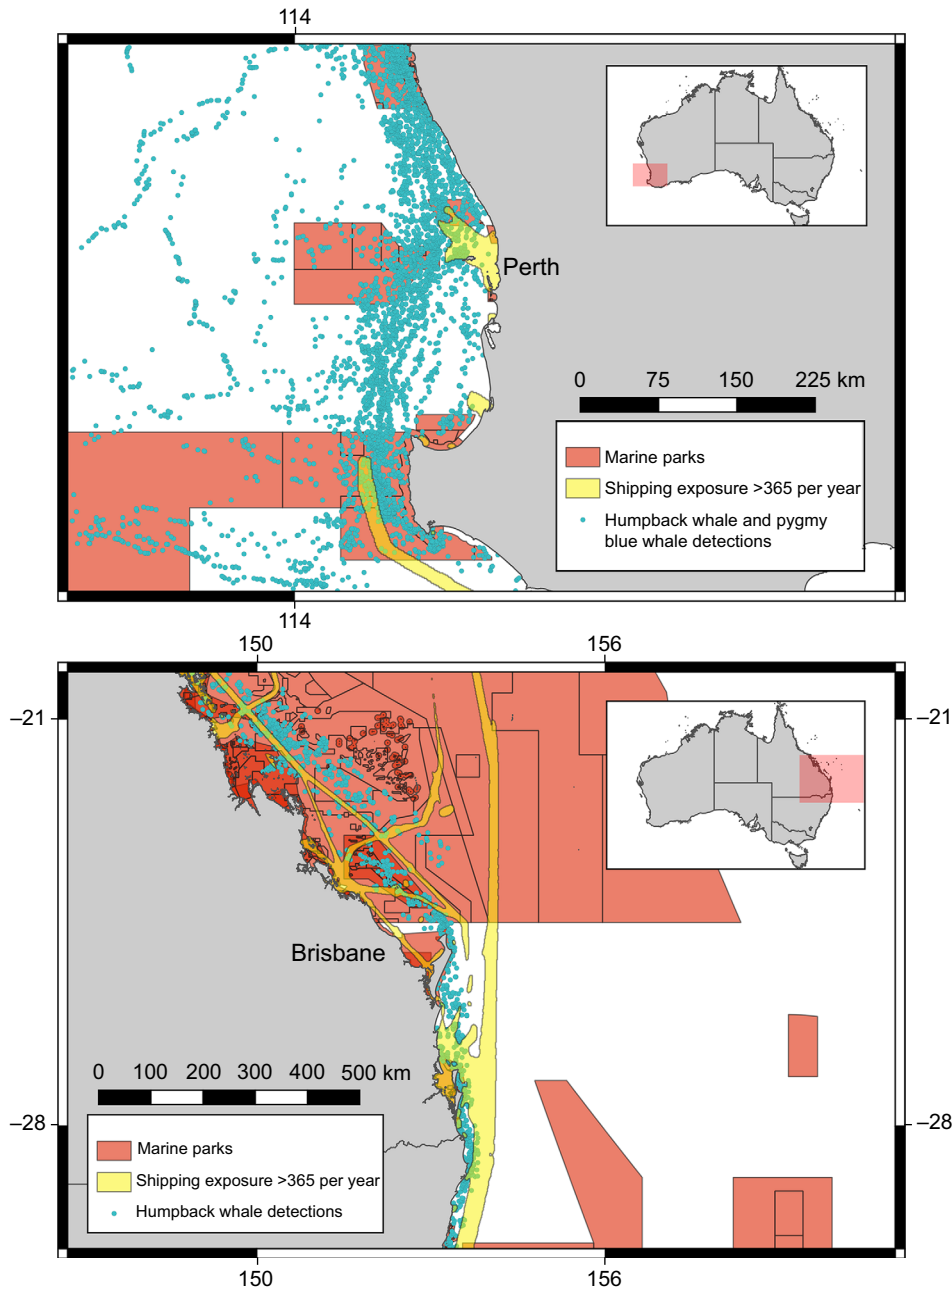 114
Perth
0 75 150 225 km
Marine parks
Shipping exposure >365 per year
Humpback whale and pygmy
blue whale detections
114
150 156
–21 –21
Brisbane
0 100 200 300 400 500 km
–28 –28
Marine parks
Shipping exposure >365 per year
Humpback whale detections
150 156